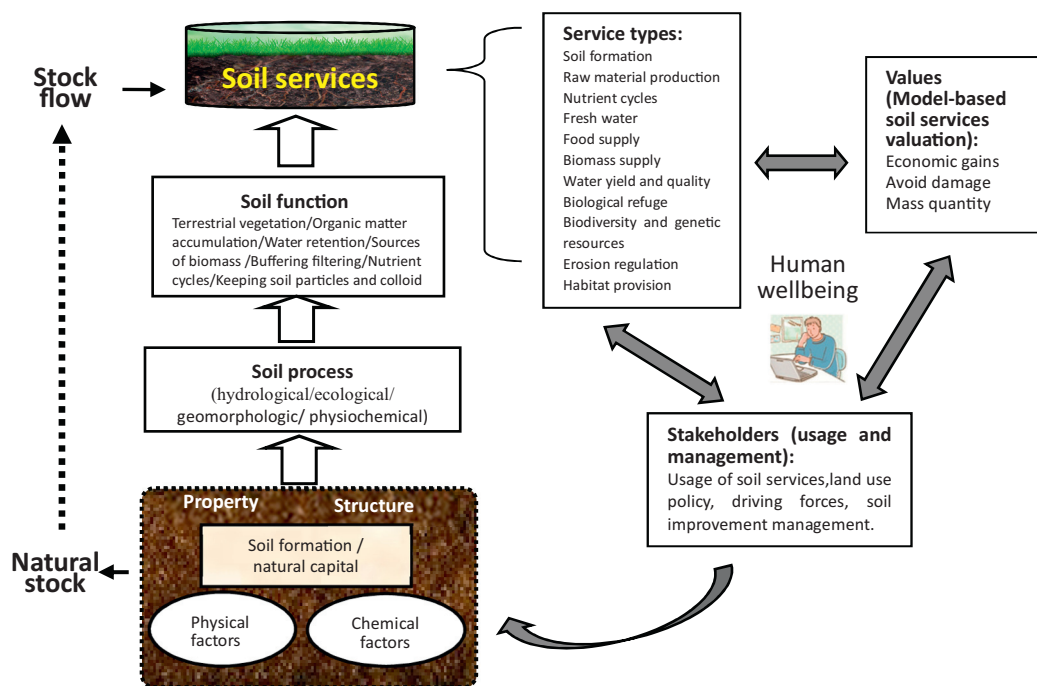 Stock
flow
Soil services
Soil function
Terrestrial vegetation/Organic matter
accumulation/Water retention/Sources
of biomass /Buffering filtering/Nutrient
cycles/Keeping soil particles and colloid
Soil process
(hydrological/ecological/
geomorphologic/ physiochemical)
Property
Structure
Soil formation /
natural capital
Physical
factors
Chemical
factors
Natural
stock
Service types:
Soil formation
Raw material production
Nutrient cycles
Fresh water
Food supply
Biomass supply
Water yield and quality
Biological refuge
Biodiversity and genetic
resources
Erosion regulation
Habitat provision
Values
(Model-based
soil services
valuation):
Economic gains
Avoid damage
Mass quantity
Human
wellbeing
Stakeholders (usage and
management):
Usage of soil services,land use
policy, driving forces, soil
improvement management.